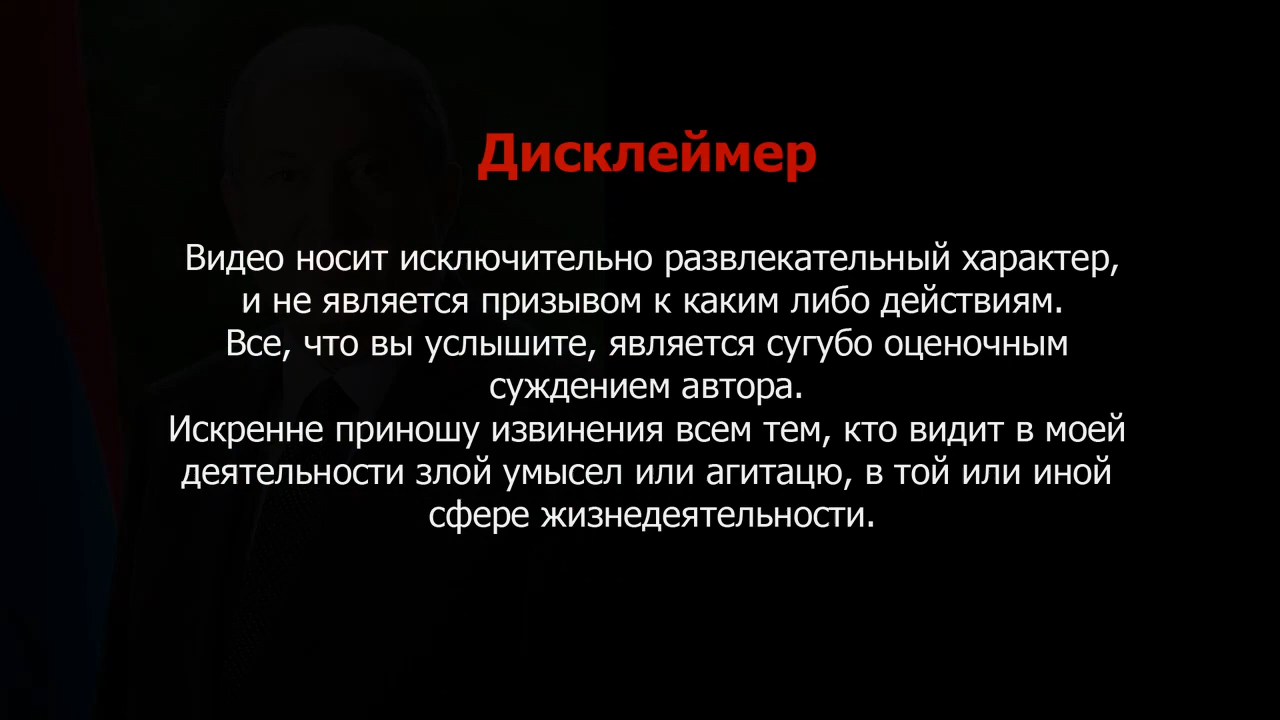 Дисклеймер
Видео носит исключительно развлекательный характер,
и не является призывом к каким либо действиям.
Все, что вы услышите, является сугубо оценочным
суждением автора.
Искренне приношу извинения всем тем, кто видит в моей
деятельности злой умысел или агитацю, в той или иной
сфере жизнедеятельности.